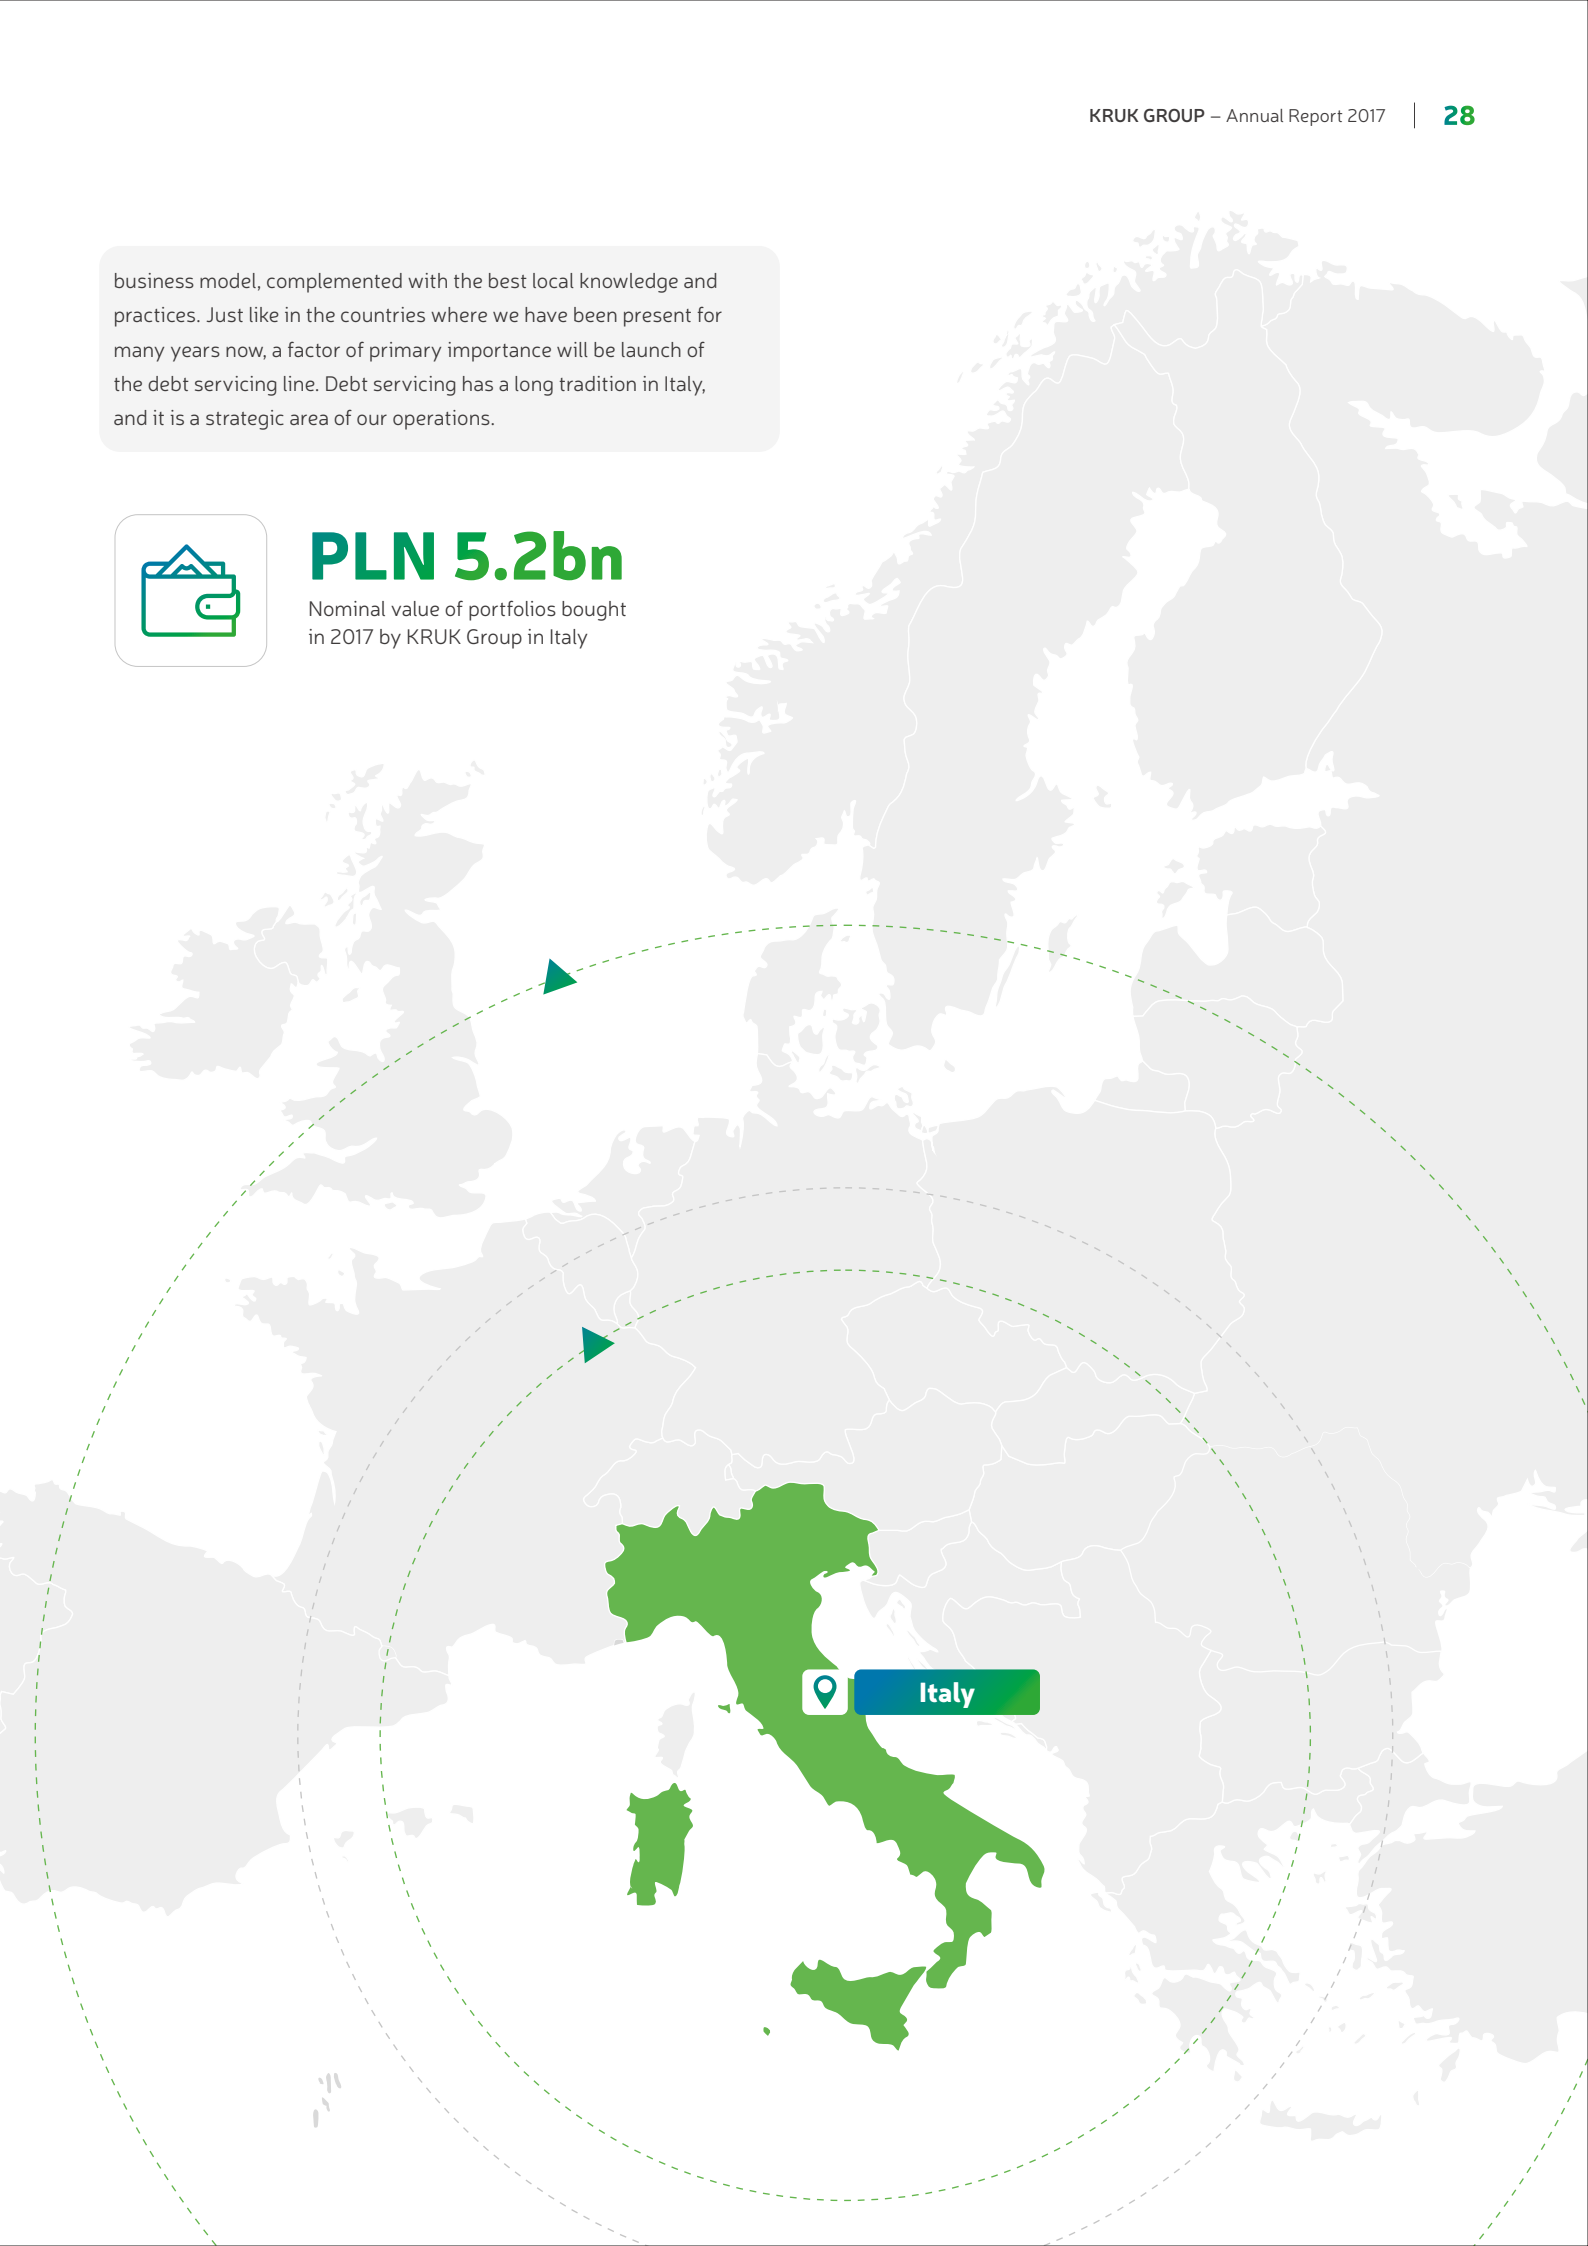 KRUK GROUP – Annual Report 2017 28
business model, complemented with the best local knowledge and
practices. Just like in the countries where we have been present for
many years now, a factor of primary importance will be launch of
the debt servicing line. Debt servicing has a long tradition in Italy,
and it is a strategic area of our operations.
PLN 5.2bn
Nominal value of portfolios bought
in 2017 by KRUK Group in Italy
Italy